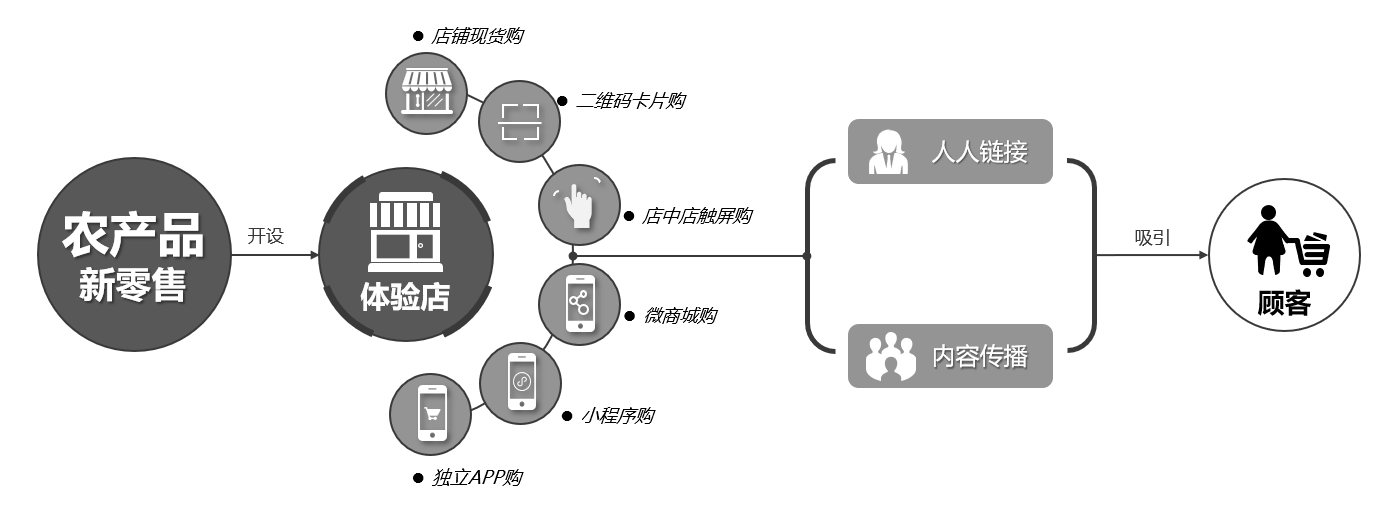 农产品
新零售
开设
体验店
店铺现货购
二维码卡片购
店中店触屏购
微商城购
小程序购
独立APP购
人人链接
内容传播
吸引
顾客